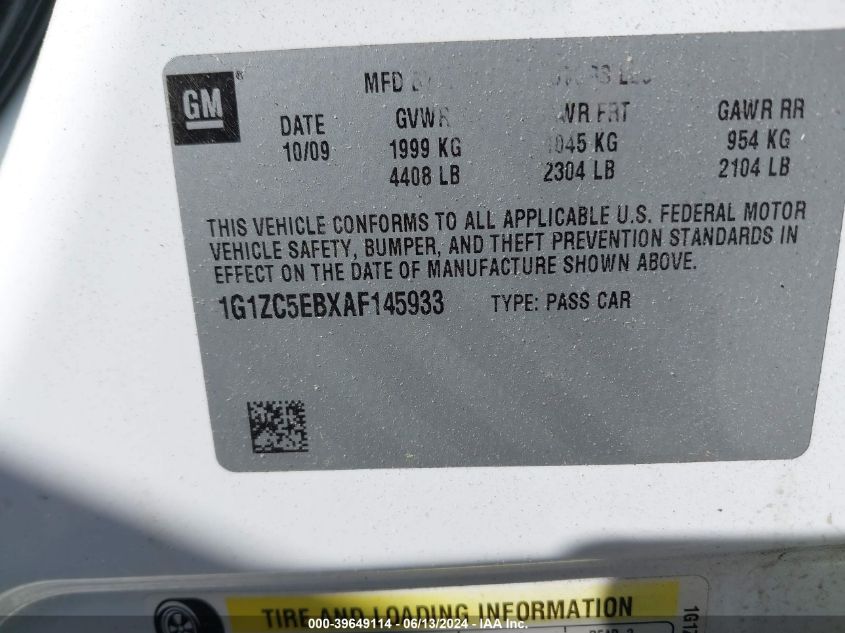 GM
MFD
DATE GVWR FRT GAWR RR
10/09 1999 KG 1045 KG 954 KG
4408 LB 2304 LB 2104 LB
THIS VEHICLE CONFORMS TO ALL APPLICABLE U.S. FEDERAL MOTOR
VEHICLE SAFETY, BUMPER, AND THEFT PREVENTION STANDARDS IN
EFFECT ON THE DATE OF MANUFACTURE SHOWN ABOVE.
1G1ZC5EBXAF145933 TYPE: PASS CAR
TIRE AND LOADING INFORMATION
000-39649114 - 06/13/2024 - IAA, Inc.